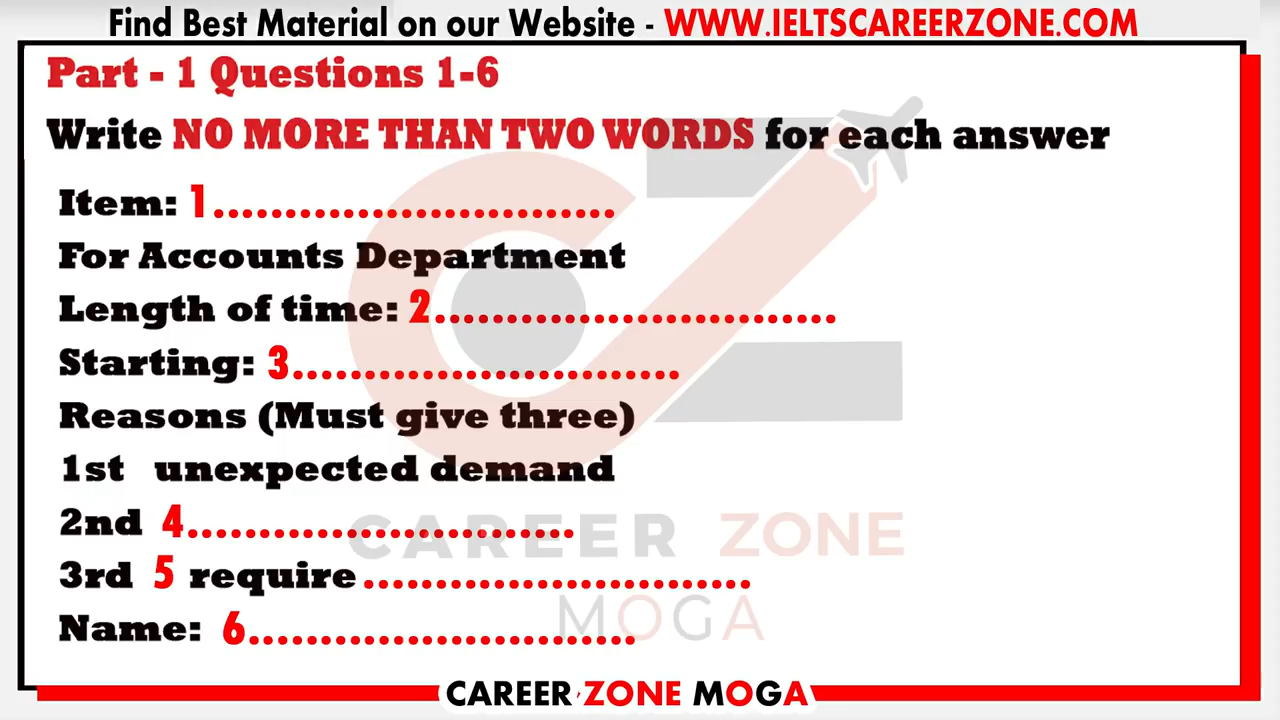 Find Best Material on our Website - WWW.IELTSCAREERZONE.COM
Part - 1 Questions 1-6
Write NO MORE THAN TWO WORDS for each answer
Item: 1............................
For Accounts Department
Length of time: 2............................
Starting: 3...........................
Reasons (Must give three)
1st unexpected demand
2nd 4...........................
CAREER ZONE
3rd 5 require...........................
MOGA
Name: 6...........................
CAREER ZONE MOGA